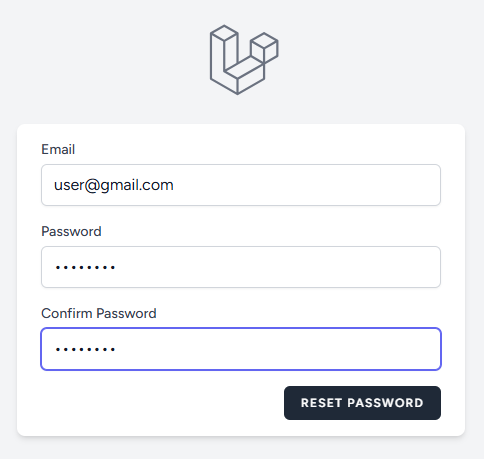 Email
user@gmail.com
Password
••••••••
Confirm Password
••••••••
RESET PASSWORD